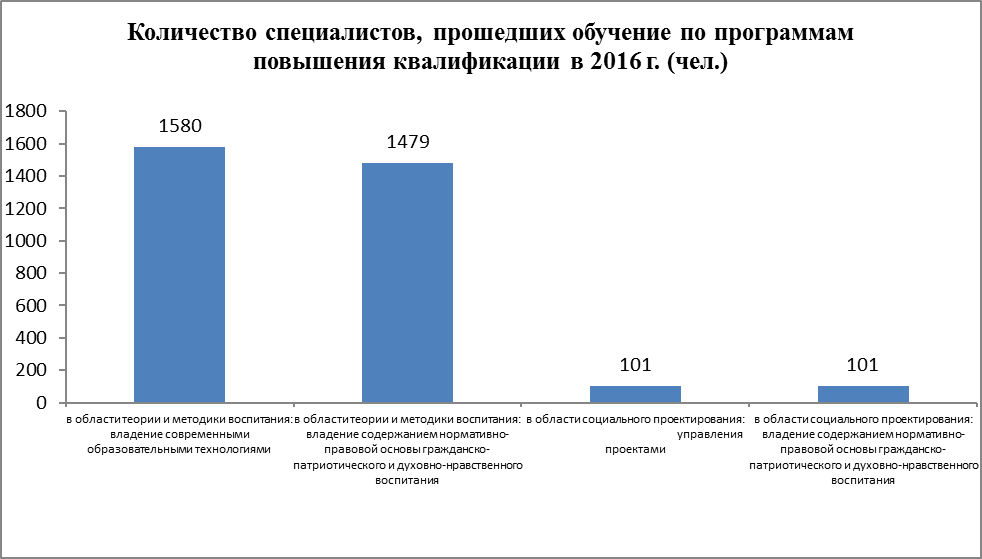 Количество специалистов, прошедших обучение по программам
повышения квалификации в 2016 г. (чел.)
1800
1600
1400
1200
1000
800
600
400
200
0
1580
1479
101
101
в области теории и методики воспитания:
владение современными
образовательными технологиями
в области теории и методики воспитания:
владение содержанием нормативно-
правовой основы гражданско-
патриотического и духовно-нравственного
воспитания
в области социального проектирования:
управления
проектами
в области социального проектирования:
владение содержанием нормативно-
правовой основы гражданско-
патриотического и духовно-нравственного
воспитания